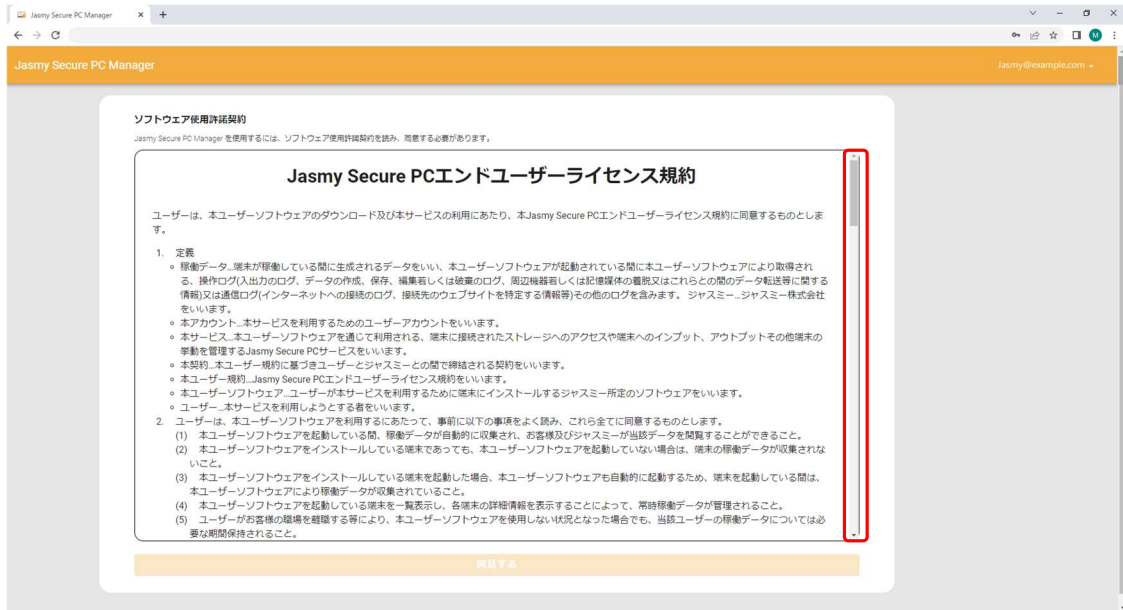 Jasmy Secure PC Manager
M
Jasmy Secure PC Manager
Jasmy@example.com
ソフトウェア使用許諾契約
Jasmy Secure PC Manager を使用するには、ソフトウェア使用許諾契約を読み、同意する必要があります。
Jasmy Secure PCエンドユーザーライセンス規約
ユーザーは、本ユーザーソフトウェアのダウンロード及び本サービスの利用にあたり、本Jasmy Secure PCエンドユーザーライセンス規約に同意するものとしま
す。
1. 定義
稼働データ...端末が稼働している間に生成されるデータをいい、本ユーザーソフトウェアが起動されている間に本ユーザーソフトウェアにより取得され
る、操作ログ(入出力のログ、データの作成、保存、編集若しくは破棄のログ、周辺機器若しくは記憶媒体の着脱又はこれらとの間のデータ転送等に関する
情報)又は通信ログ(インターネットへの接続のログ、接続先のウェブサイトを特定する情報等)その他のログを含みます。 ジャスミー...ジャスミー株式会社
をいいます。
本アカウント...本サービスを利用するためのユーザーアカウントをいいます。
本サービス...本ユーザーソフトウェアを通じて利用される、端末に接続されたストレージへのアクセスや端末へのインプット、アウトプットその他端末の
挙動を管理するJasmy Secure PCサービスをいいます。
本契約...本ユーザー規約に基づきユーザーとジャスミーとの間で締結される契約をいいます。
本ユーザー規約...Jasmy Secure PCエンドユーザーライセンス規約をいいます。
本ユーザーソフトウェア...ユーザーが本サービスを利用するために端末にインストールするジャスミー所定のソフトウェアをいいます。
ユーザー...本サービスを利用しようとする者をいいます。
2. ユーザーは、本ユーザーソフトウェアを利用するにあたって、事前に以下の事項をよく読み、これら全てに同意するものとします。
(1) 本ユーザーソフトウェアを起動している間、稼働データが自動的に収集され、お客様及びジャスミーが当該データを閲覧することができること。
(2) 本ユーザーソフトウェアをインストールしている端末であっても、本ユーザーソフトウェアを起動していない場合は、端末の稼働データが収集されな
いこと。
(3) 本ユーザーソフトウェアをインストールしている端末を起動した場合、本ユーザーソフトウェアも自動的に起動するため、端末を起動している間は、
本ユーザーソフトウェアにより稼働データが収集されていること。
(4) 本ユーザーソフトウェアを起動している端末を一覧表示し、各端末の詳細情報を表示することによって、常時稼働データが管理されること。
(5) ユーザーがお客様の職場を離職する等により、本ユーザーソフトウェアを使用しない状況となった場合でも、当該ユーザーの稼働データについては必
要な期間保持されること。
同意する